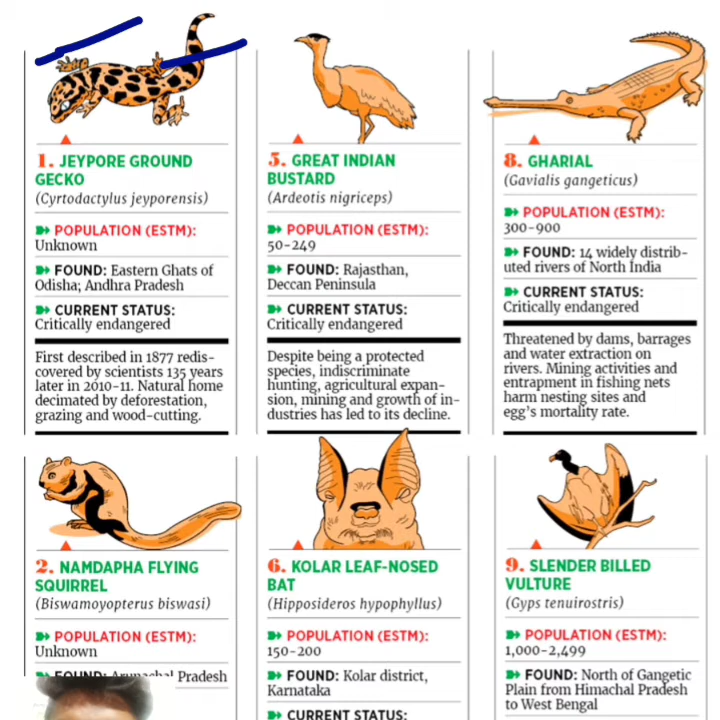 1. JEYPORE GROUND
GECKO
(Cyrtodactylus jeyporensis)
POPULATION (ESTM):
Unknown
FOUND: Eastern Ghats of
Odisha; Andhra Pradesh
CURRENT STATUS:
Critically endangered
First described in 1877 redis-
covered by scientists 135 years
later in 2010-11. Natural home
decimated by deforestation,
grazing and wood-cutting.
5. GREAT INDIAN
BUSTARD
(Ardeotis nigriceps)
POPULATION (ESTM):
50-249
FOUND: Rajasthan,
Deccan Peninsula
CURRENT STATUS:
Critically endangered
Despite being a protected
species, indiscriminate
hunting, agricultural expan-
sion, mining and growth of in-
dustries has led to its decline.
8. GHARIAL
(Gavialis gangeticus)
POPULATION (ESTM):
300-900
FOUND: 14 widely distrib-
uted rivers of North India
CURRENT STATUS:
Critically endangered
Threatened by dams, barrages
and water extraction on
rivers. Mining activities and
entrapment in fishing nets
harm nesting sites and
egg's mortality rate.
2. NAMDAPHA FLYING
SQUIRREL
(Biswamoyopterus biswasi)
POPULATION (ESTM):
Unknown
FOUND: Arunachal Pradesh
6. KOLAR LEAF-NOSED
BAT
(Hipposideros hypophyllus)
POPULATION (ESTM):
150-200
FOUND: Kolar district,
Karnataka
CURRENT STATUS:
9. SLENDER BILLED
VULTURE
(Gyps tenuirostris)
POPULATION (ESTM):
1,000-2,499
FOUND: North of Gangetic
Plain from Himachal Pradesh
to West Bengal